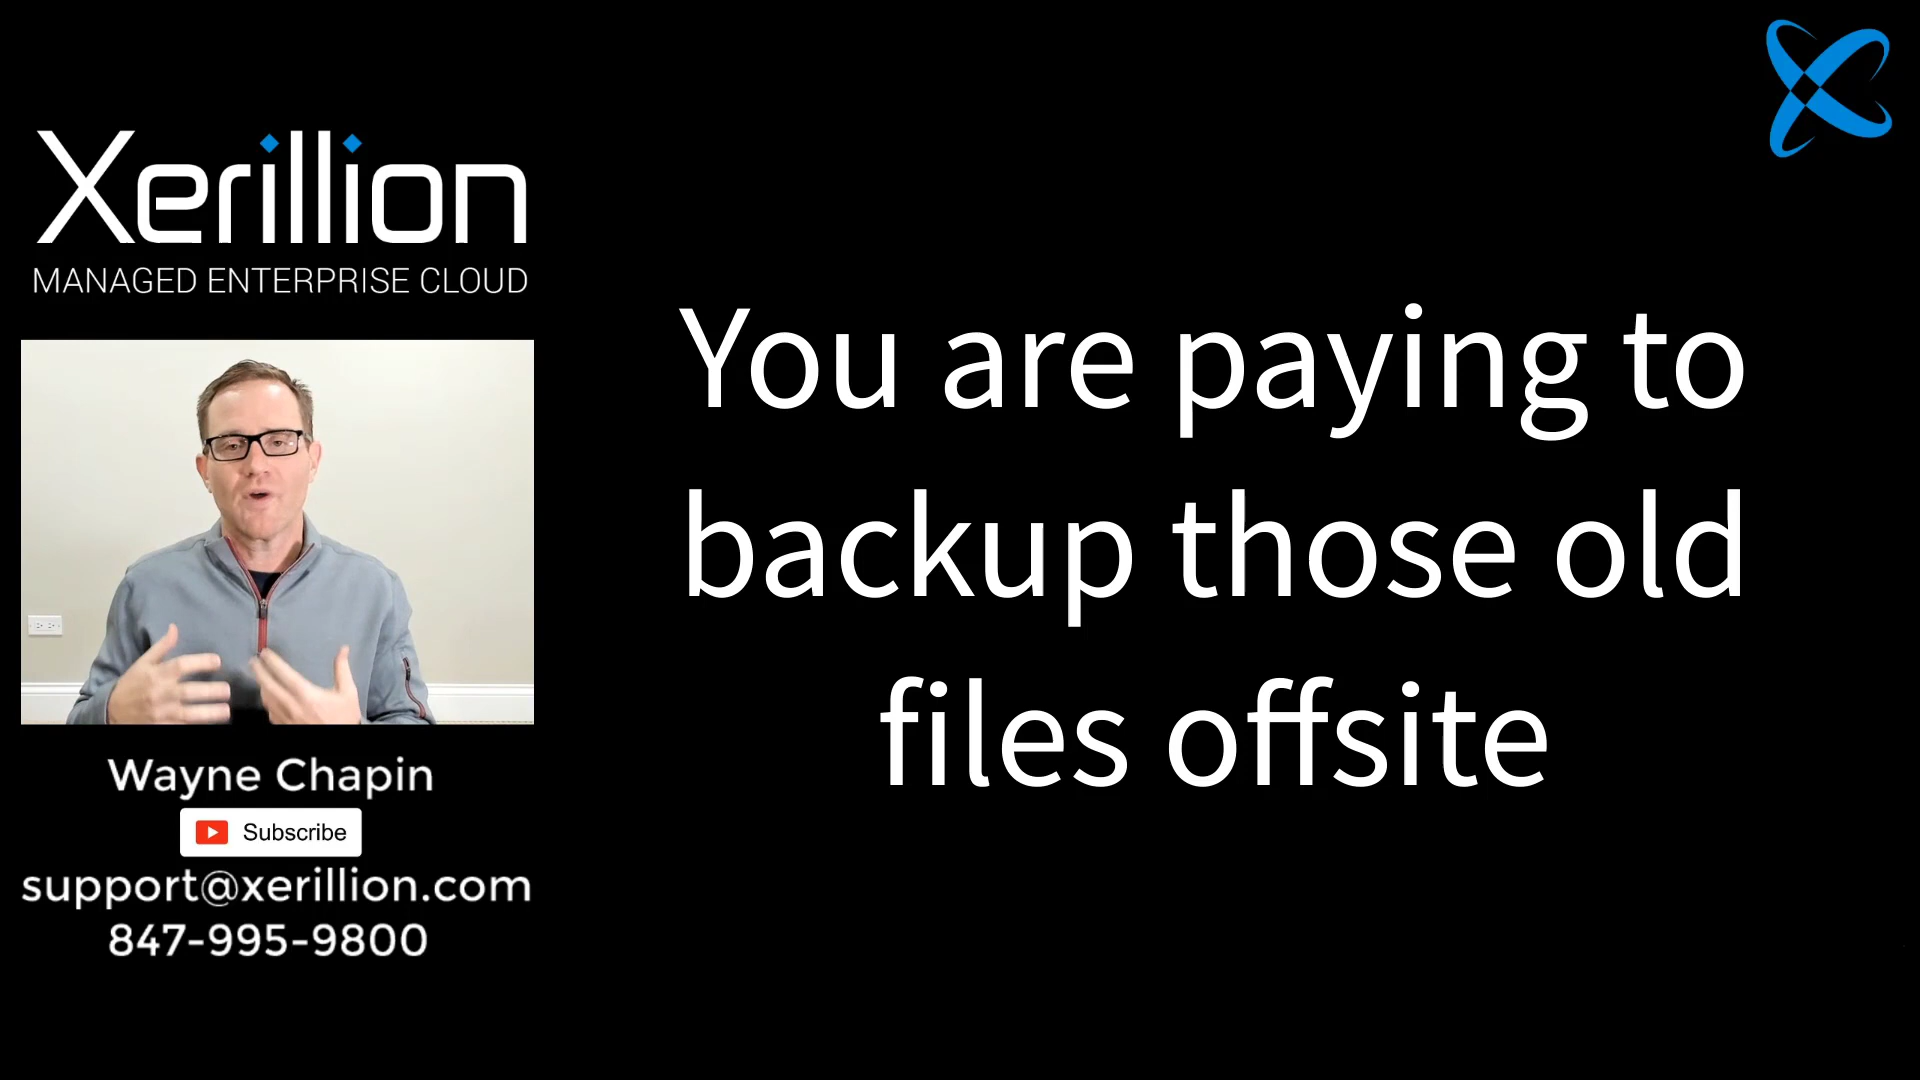 Xerillion
MANAGED ENTERPRISE CLOUD
Wayne Chapin
Subscribe
support@xerillion.com
847-995-9800
You are paying to
backup those old
files offsite